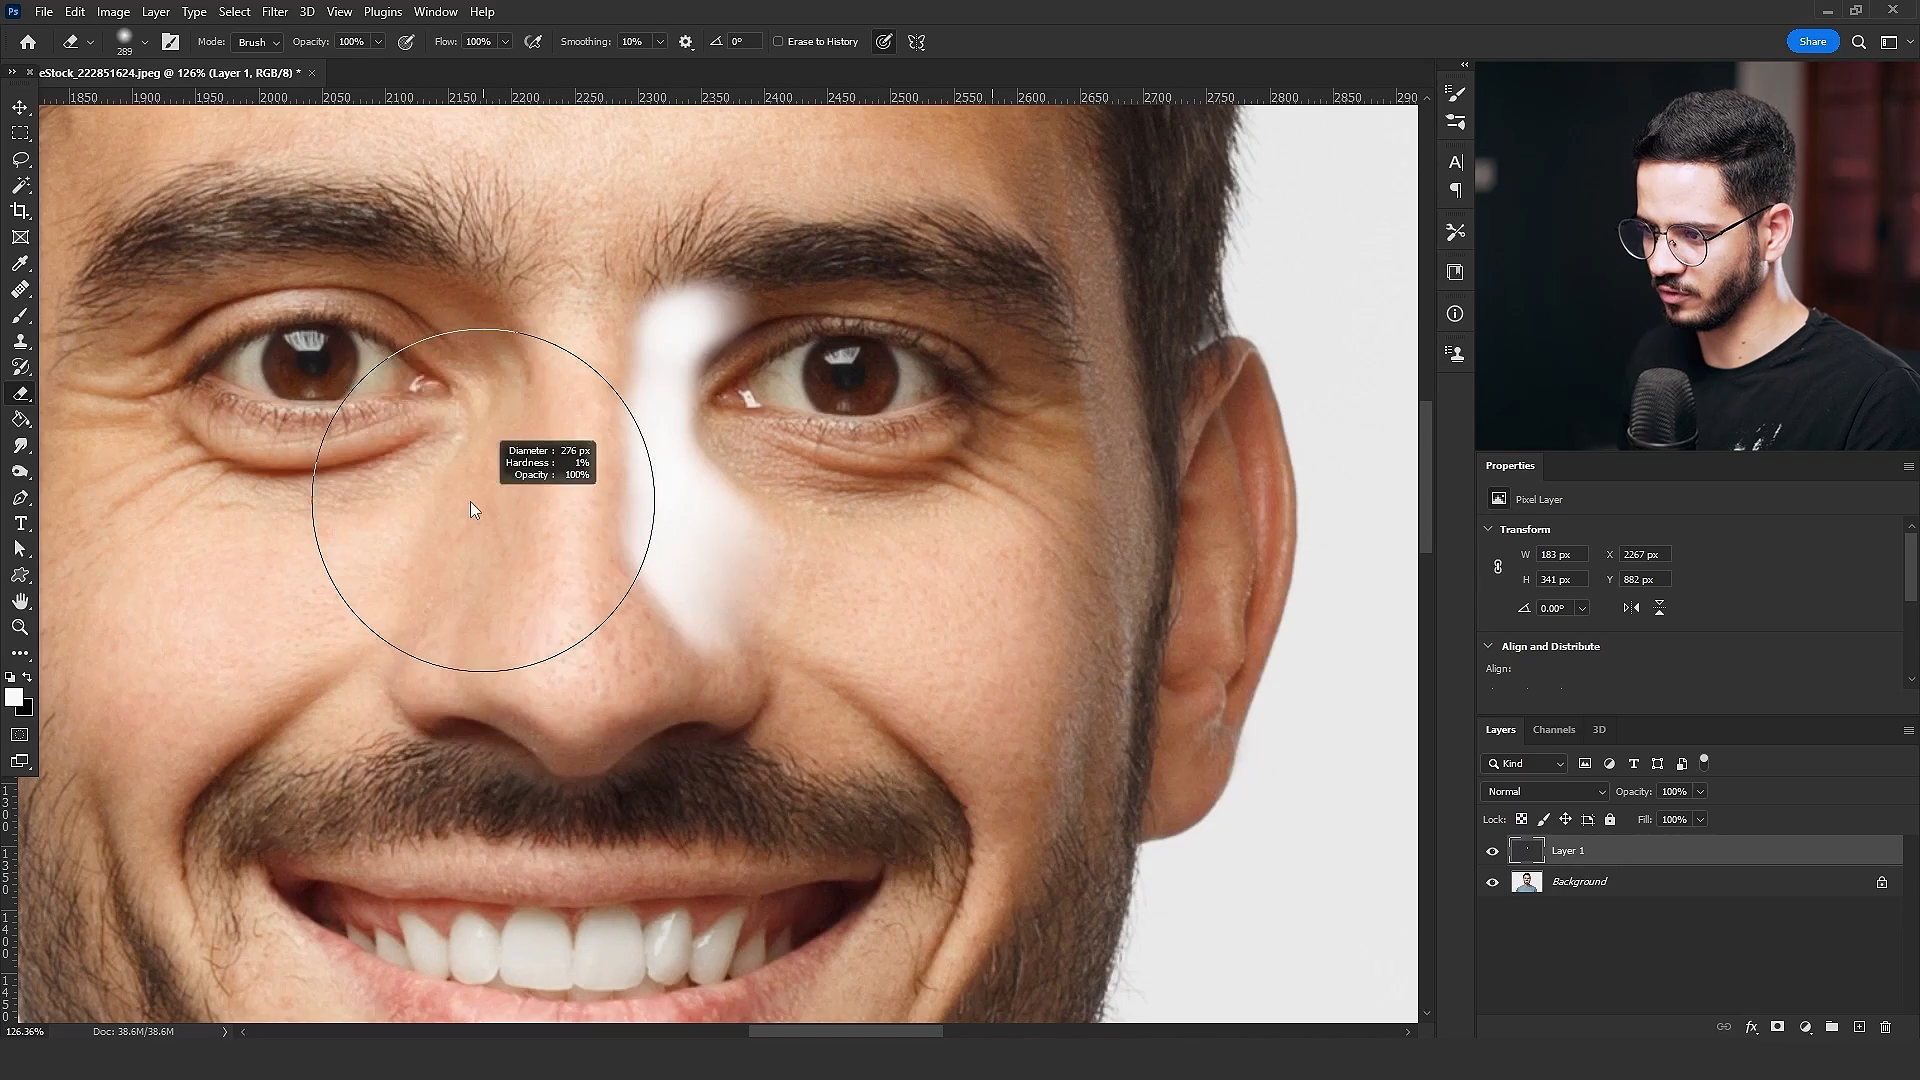 Ps File Edit Image Layer Type Select Filter 3D View Plugins Window Help
289 Mode: Brush Opacity: 100% Flow: 100% Smoothing: 10% 0° Erase to History Share
eStock_222851624.jpeg @ 126% (Layer 1, RGB/8) *
1850 1900 1950 2000 2050 2100 2150 2200 2250 2300 2350 2400 2450 2500 2550 2600 2650 2700 2750 2800 2850 290
Diameter : 276 px
Hardness : 1%
Opacity : 100%
Properties
Pixel Layer
Transform
W 183 px X 2267 px
H 341 px Y 882 px
0.00°
Align and Distribute
Align:
Layers Channels 3D
Kind
Normal Opacity: 100%
Lock: Fill: 100%
Layer 1
Background
1300
1350
1400
1450
126.36% Doc: 38.6M/38.6M